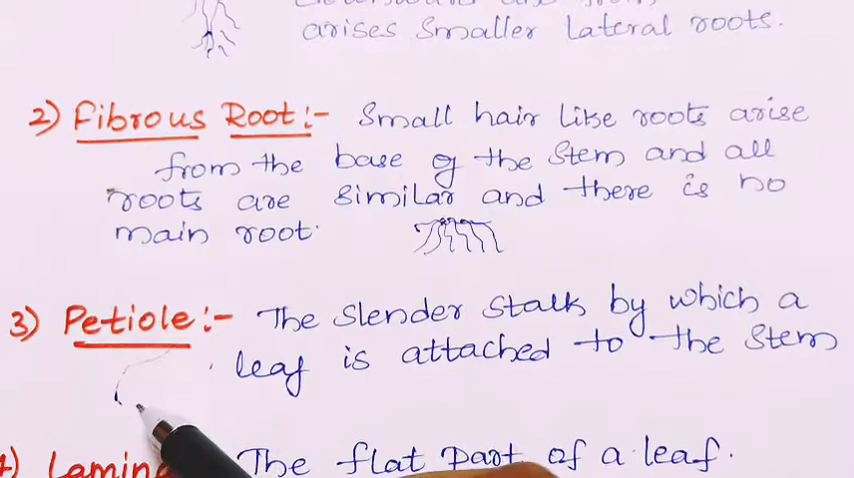 arises Smaller Lateral roots.
2) Fibrous Root:- Small hair like roots arise
from the base of the Stem and all
roots are similar and there is no
main root.
3) Petiole:- The Slender Stalk by which a
leaf is attached to the Stem
The flat part of a leaf.